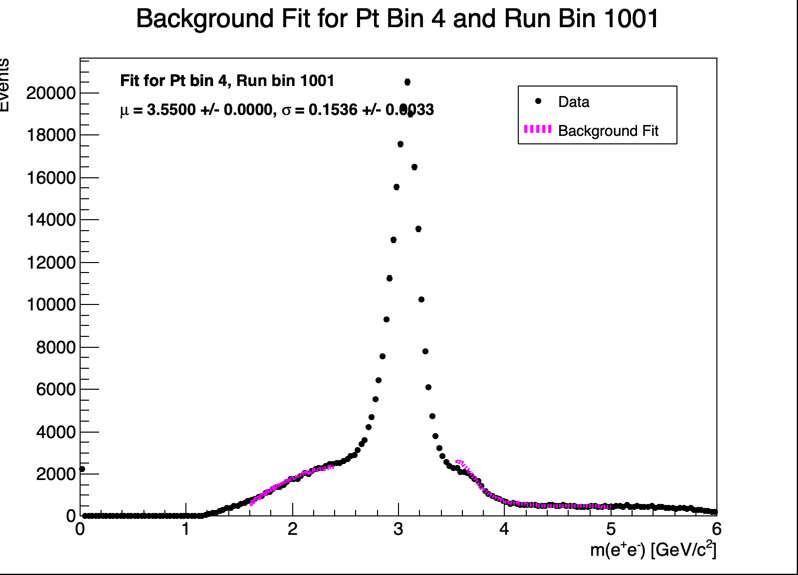 Background Fit for Pt Bin 4 and Run Bin 1001
Events
Fit for Pt bin 4, Run bin 1001
μ = 3.5500 +/- 0.0000, σ = 0.1536 +/- 0.0033
Data
Background Fit
20000
18000
16000
14000
12000
10000
8000
6000
4000
2000
0
0 1 2 3 4 5 6
m(e⁺e⁻) [GeV/c²]